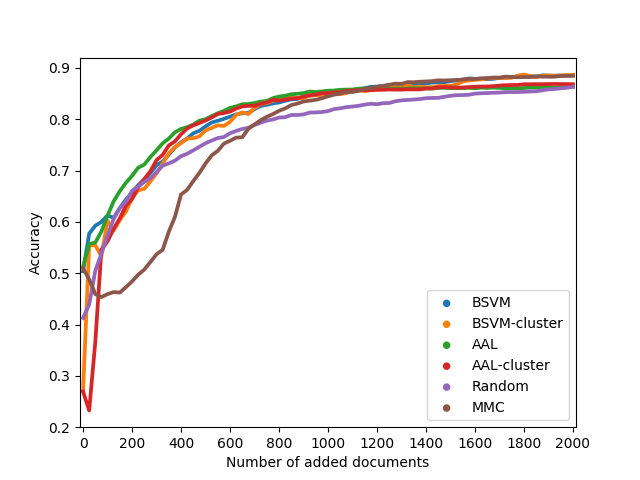 0.9
0.8
0.7
0.6
0.5
0.4
0.3
0.2
Accuracy
0 200 400 600 800 1000 1200 1400 1600 1800 2000
Number of added documents
BSVM
BSVM-cluster
AAL
AAL-cluster
Random
MMC